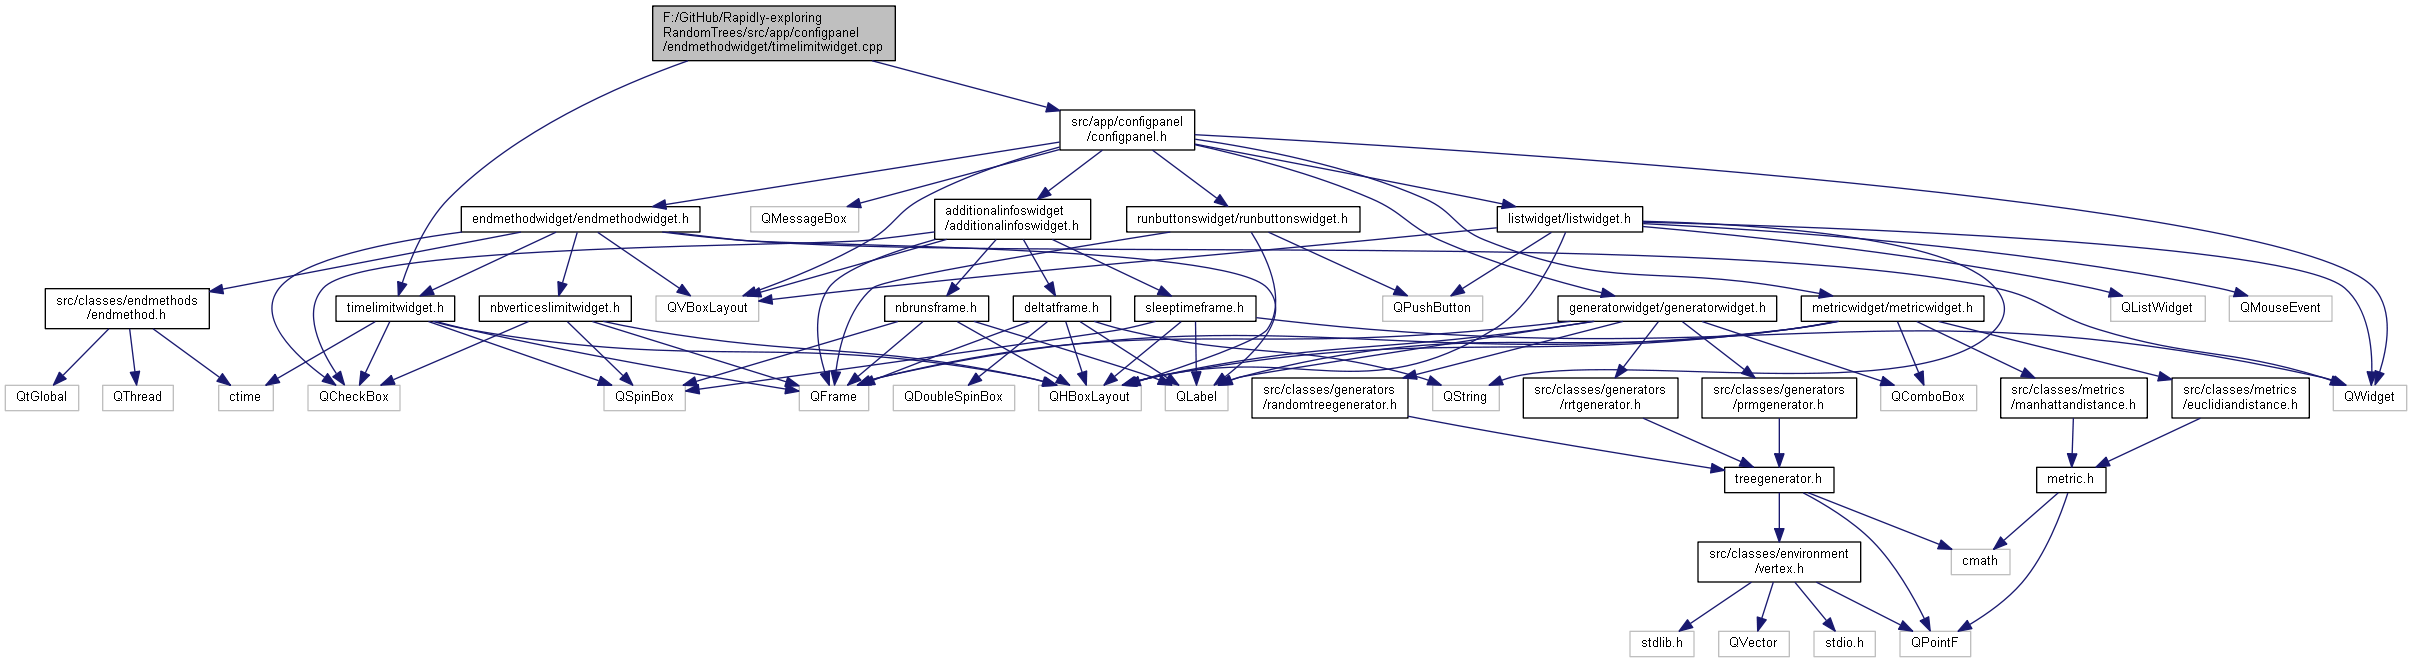 F:/GitHub/Rapidly-exploring
RandomTrees/src/app/configpanel
/endmethodwidget/timelimitwidget.cpp
src/app/configpanel
/configpanel.h
endmethodwidget/endmethodwidget.h
QMessageBox
additionalinfoswidget
/additionalinfoswidget.h
runbuttonswidget/runbuttonswidget.h
listwidget/listwidget.h
src/classes/endmethods
/endmethod.h
timelimitwidget.h
nbverticeslimitwidget.h
QVBoxLayout
nbrunsframe.h
deltatframe.h
sleeptimeframe.h
QPushButton
generatorwidget/generatorwidget.h
metricwidget/metricwidget.h
QListWidget
QMouseEvent
QtGlobal
QThread
ctime
QCheckBox
QSpinBox
QFrame
QDoubleSpinBox
QHBoxLayout
QLabel
src/classes/generators
/randomtreegenerator.h
QString
src/classes/generators
/rrtgenerator.h
src/classes/generators
/prmgenerator.h
QComboBox
src/classes/metrics
/manhattandistance.h
src/classes/metrics
/euclidiandistance.h
QWidget
treegenerator.h
metric.h
src/classes/environment
/vertex.h
cmath
stdlib.h
QVector
stdio.h
QPointF